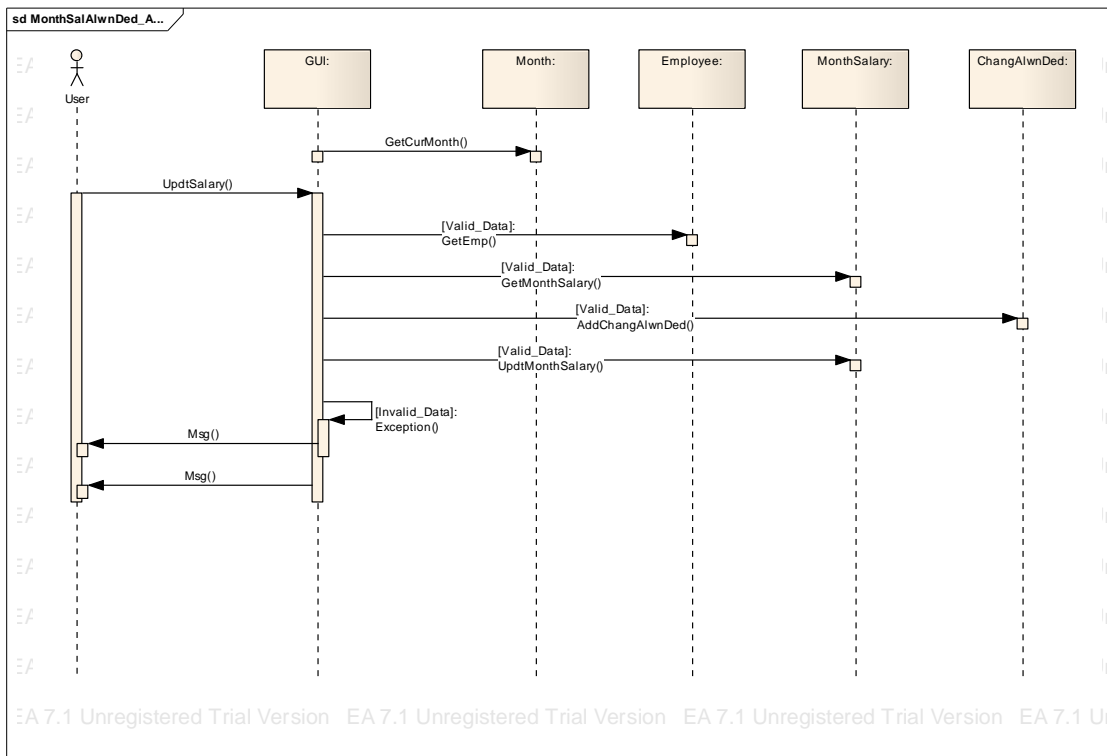 sd MonthSalAlwnDed_A...
User
GUI:
Month:
Employee:
MonthSalary:
ChangAlwnDed:
GetCurMonth()
UpdtSalary()
[Valid_Data]:
GetEmp()
[Valid_Data]:
GetMonthSalary()
[Valid_Data]:
AddChangAlwnDed()
[Valid_Data]:
UpdtMonthSalary()
[Invalid_Data]:
Exception()
Msg()
Msg()
EA 7.1 Unregistered Trial Version EA 7.1 Unregistered Trial Version EA 7.1 Unregistered Trial Version EA 7.1